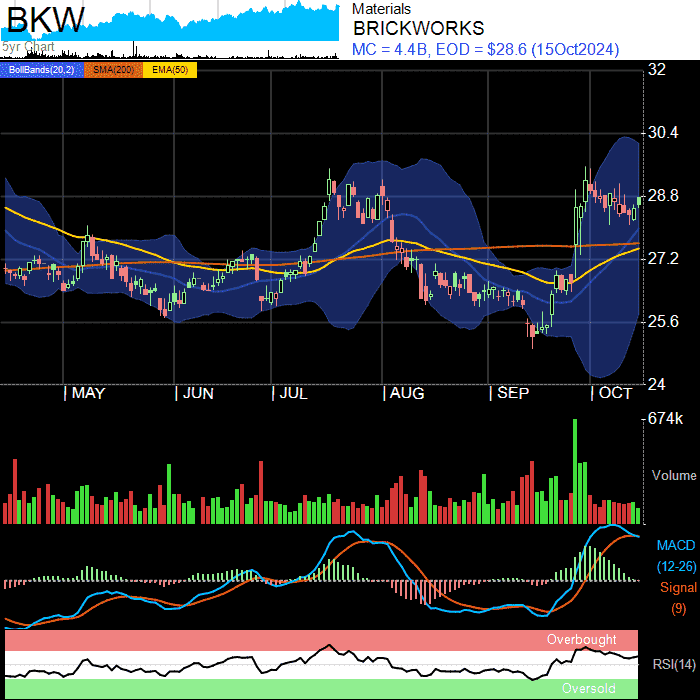 BKW
5yr Chart
Materials
BRICKWORKS
MC = 4.4B, EOD = $28.6 (15Oct2024)
BollBands(20,2) SMA(200) EMA(50)
32
30.4
28.8
27.2
25.6
24
MAY JUN JUL AUG SEP OCT
674k
Volume
MACD
(12-26)
Signal
(9)
Overbought
RSI(14)
Oversold